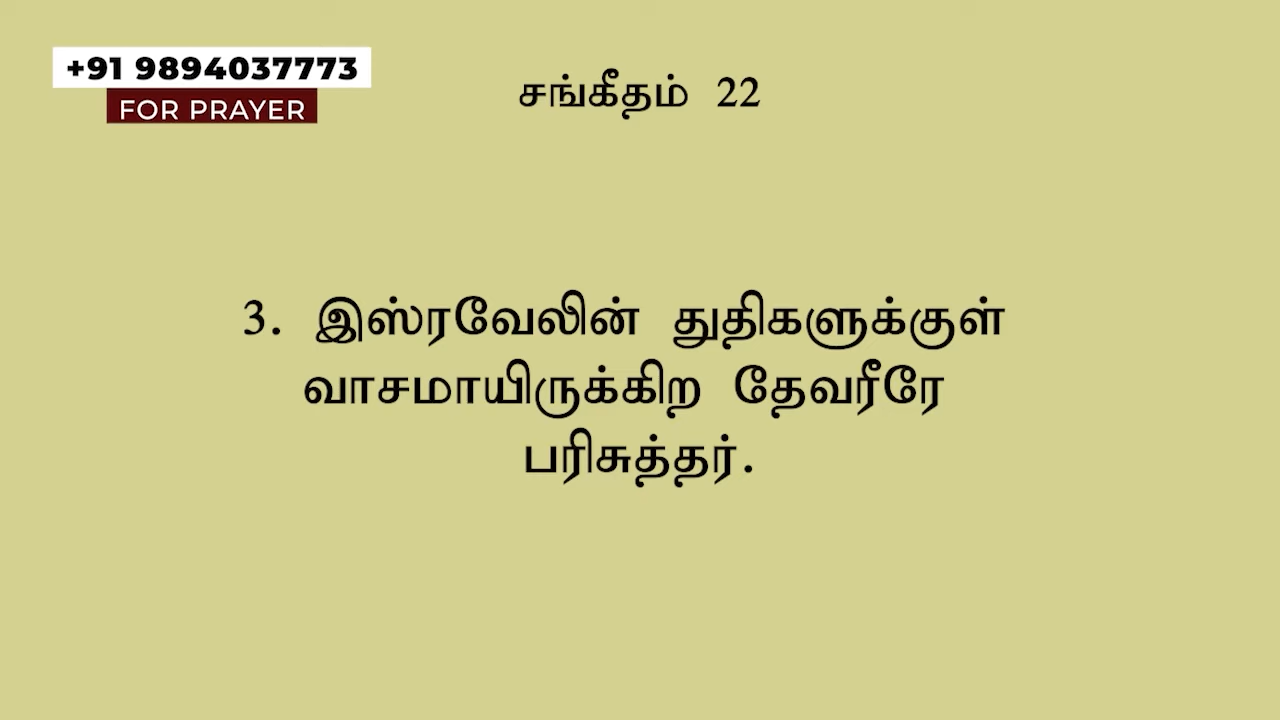 +91 9894037773
FOR PRAYER
சங்கீதம் 22
3. இஸ்ரவேலின் துதிகளுக்குள்
வாசமாயிருக்கிற தேவரீரே
பரிசுத்தர்.